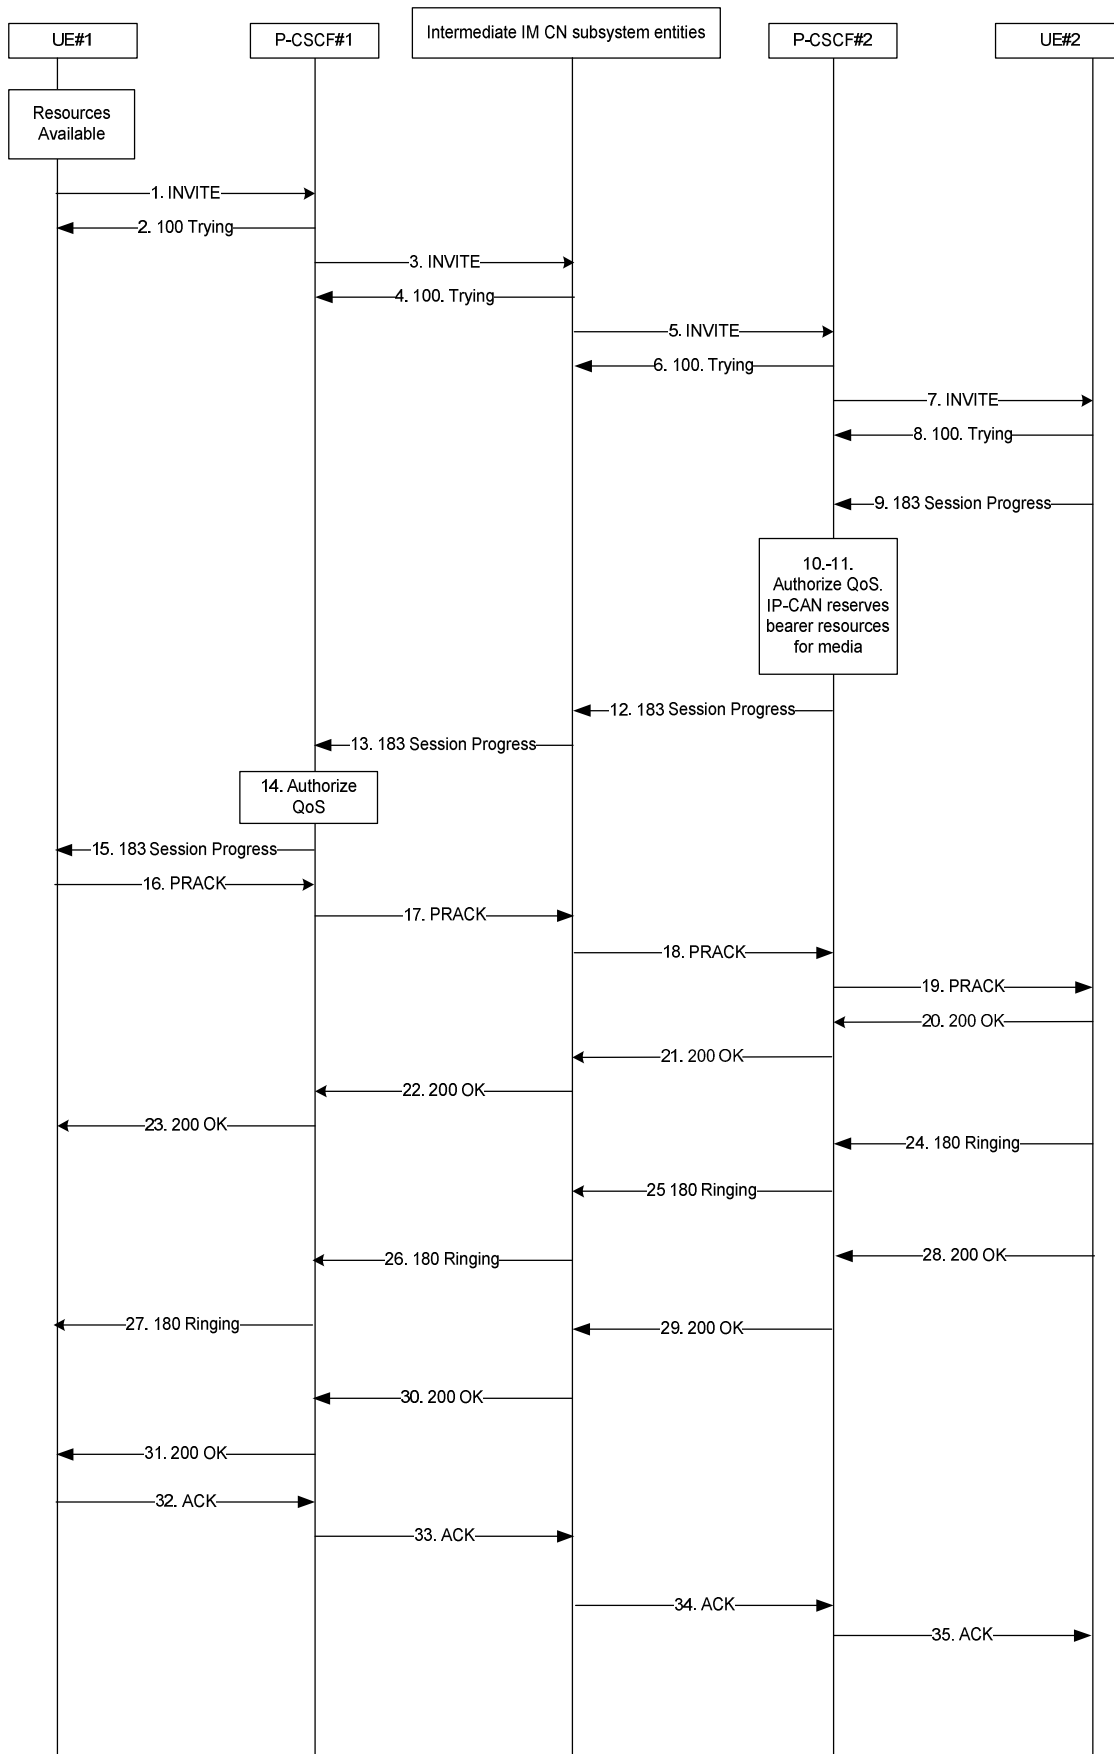 UE#1
P-CSCF#1
Intermediate IM CN subsystem entities
P-CSCF#2
UE#2
Resources
Available
1. INVITE
2. 100 Trying
3. INVITE
4. 100. Trying
5. INVITE
6. 100. Trying
7. INVITE
8. 100. Trying
9. 183 Session Progress
10.-11.
Authorize QoS.
IP-CAN reserves
bearer resources
for media
12. 183 Session Progress
13. 183 Session Progress
14. Authorize
QoS
15. 183 Session Progress
16. PRACK
17. PRACK
18. PRACK
19. PRACK
20. 200 OK
21. 200 OK
22. 200 OK
23. 200 OK
24. 180 Ringing
25 180 Ringing
28. 200 OK
26. 180 Ringing
27. 180 Ringing
29. 200 OK
30. 200 OK
31. 200 OK
32. ACK
33. ACK
34. ACK
35. ACK